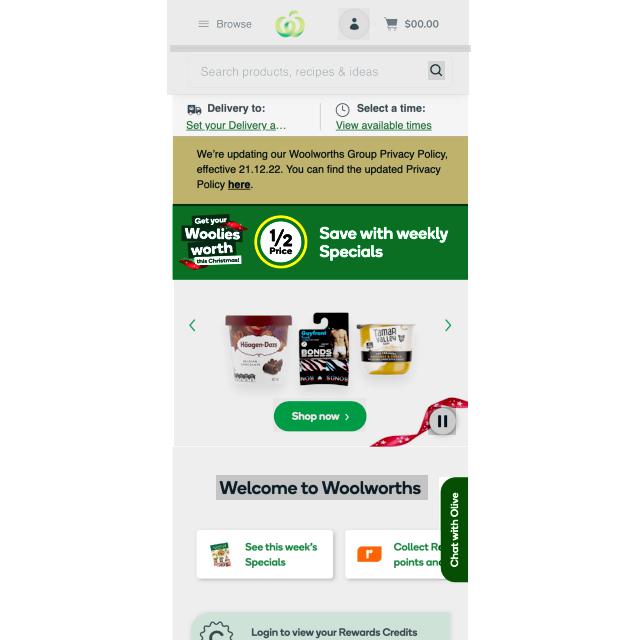 Browse
$00.00
Search products, recipes & ideas
Delivery to:
Set your Delivery a...
Select a time:
View available times
We're updating our Woolworths Group Privacy Policy,
effective 21.12.22. You can find the updated Privacy
Policy here.
Get your
Woolies
worth
this Christmas!
1/2
Price
Save with weekly
Specials
Häagen-Dazs
BELGIAN
CHOCOLATE
Guyfront
BONDS
TAMAR
VALLEY
Shop now
Welcome to Woolworths
Chat with Olive
See this week's
Specials
Collect Re
points and
Login to view your Rewards Credits